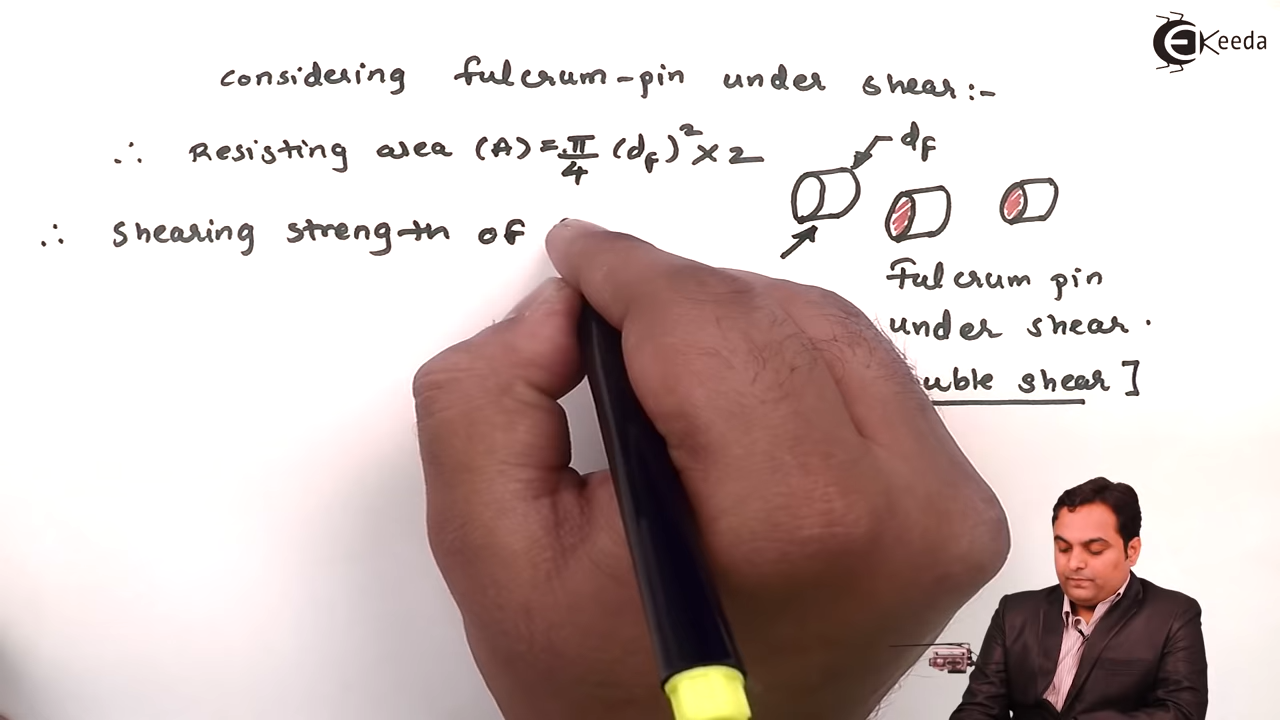 EKeeda
considering fulcrum-pin under shear:-
∴ Resisting area (A) = π/4 (df)² × 2
df
∴ Shearing strength of
Fulcrum pin
under shear.
shear]